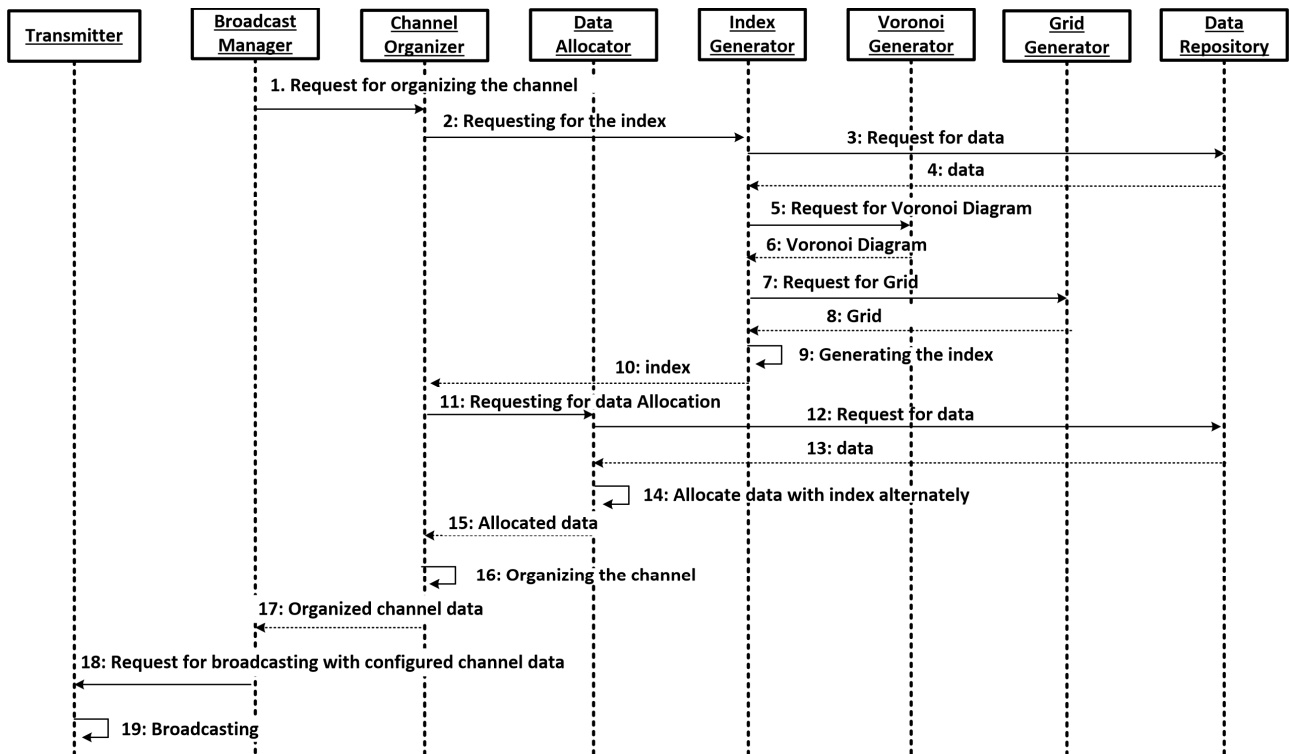 Transmitter
Broadcast
Manager
Channel
Organizer
Data
Allocator
Index
Generator
Voronoi
Generator
Grid
Generator
Data
Repository
1. Request for organizing the channel
2: Requesting for the index
3: Request for data
4: data
5: Request for Voronoi Diagram
6: Voronoi Diagram
7: Request for Grid
8: Grid
9: Generating the index
10: index
11: Requesting for data Allocation
12: Request for data
13: data
14: Allocate data with index alternately
15: Allocated data
16: Organizing the channel
17: Organized channel data
18: Request for broadcasting with configured channel data
19: Broadcasting